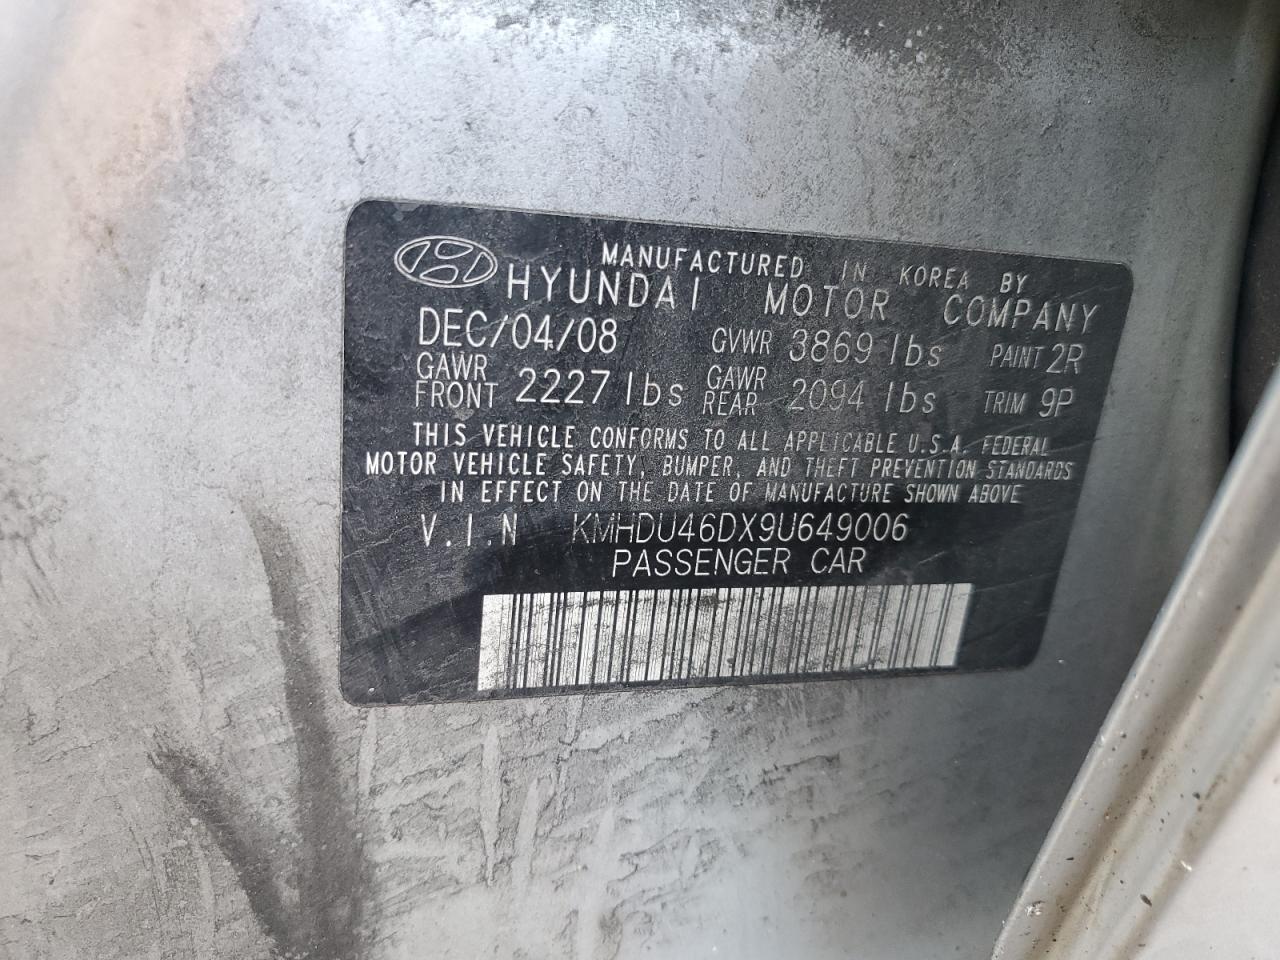 MANUFACTURED IN KOREA BY
HYUNDAI MOTOR COMPANY
DEC/04/08 GVWR 3869 lbs PAINT 2R
GAWR FRONT 2227 lbs GAWR REAR 2094 lbs TRIM 9P
THIS VEHICLE CONFORMS TO ALL APPLICABLE U.S.A. FEDERAL
MOTOR VEHICLE SAFETY, BUMPER, AND THEFT PREVENTION STANDARDS
IN EFFECT ON THE DATE OF MANUFACTURE SHOWN ABOVE
V.I.N KMHDU46DX9U649006
PASSENGER CAR